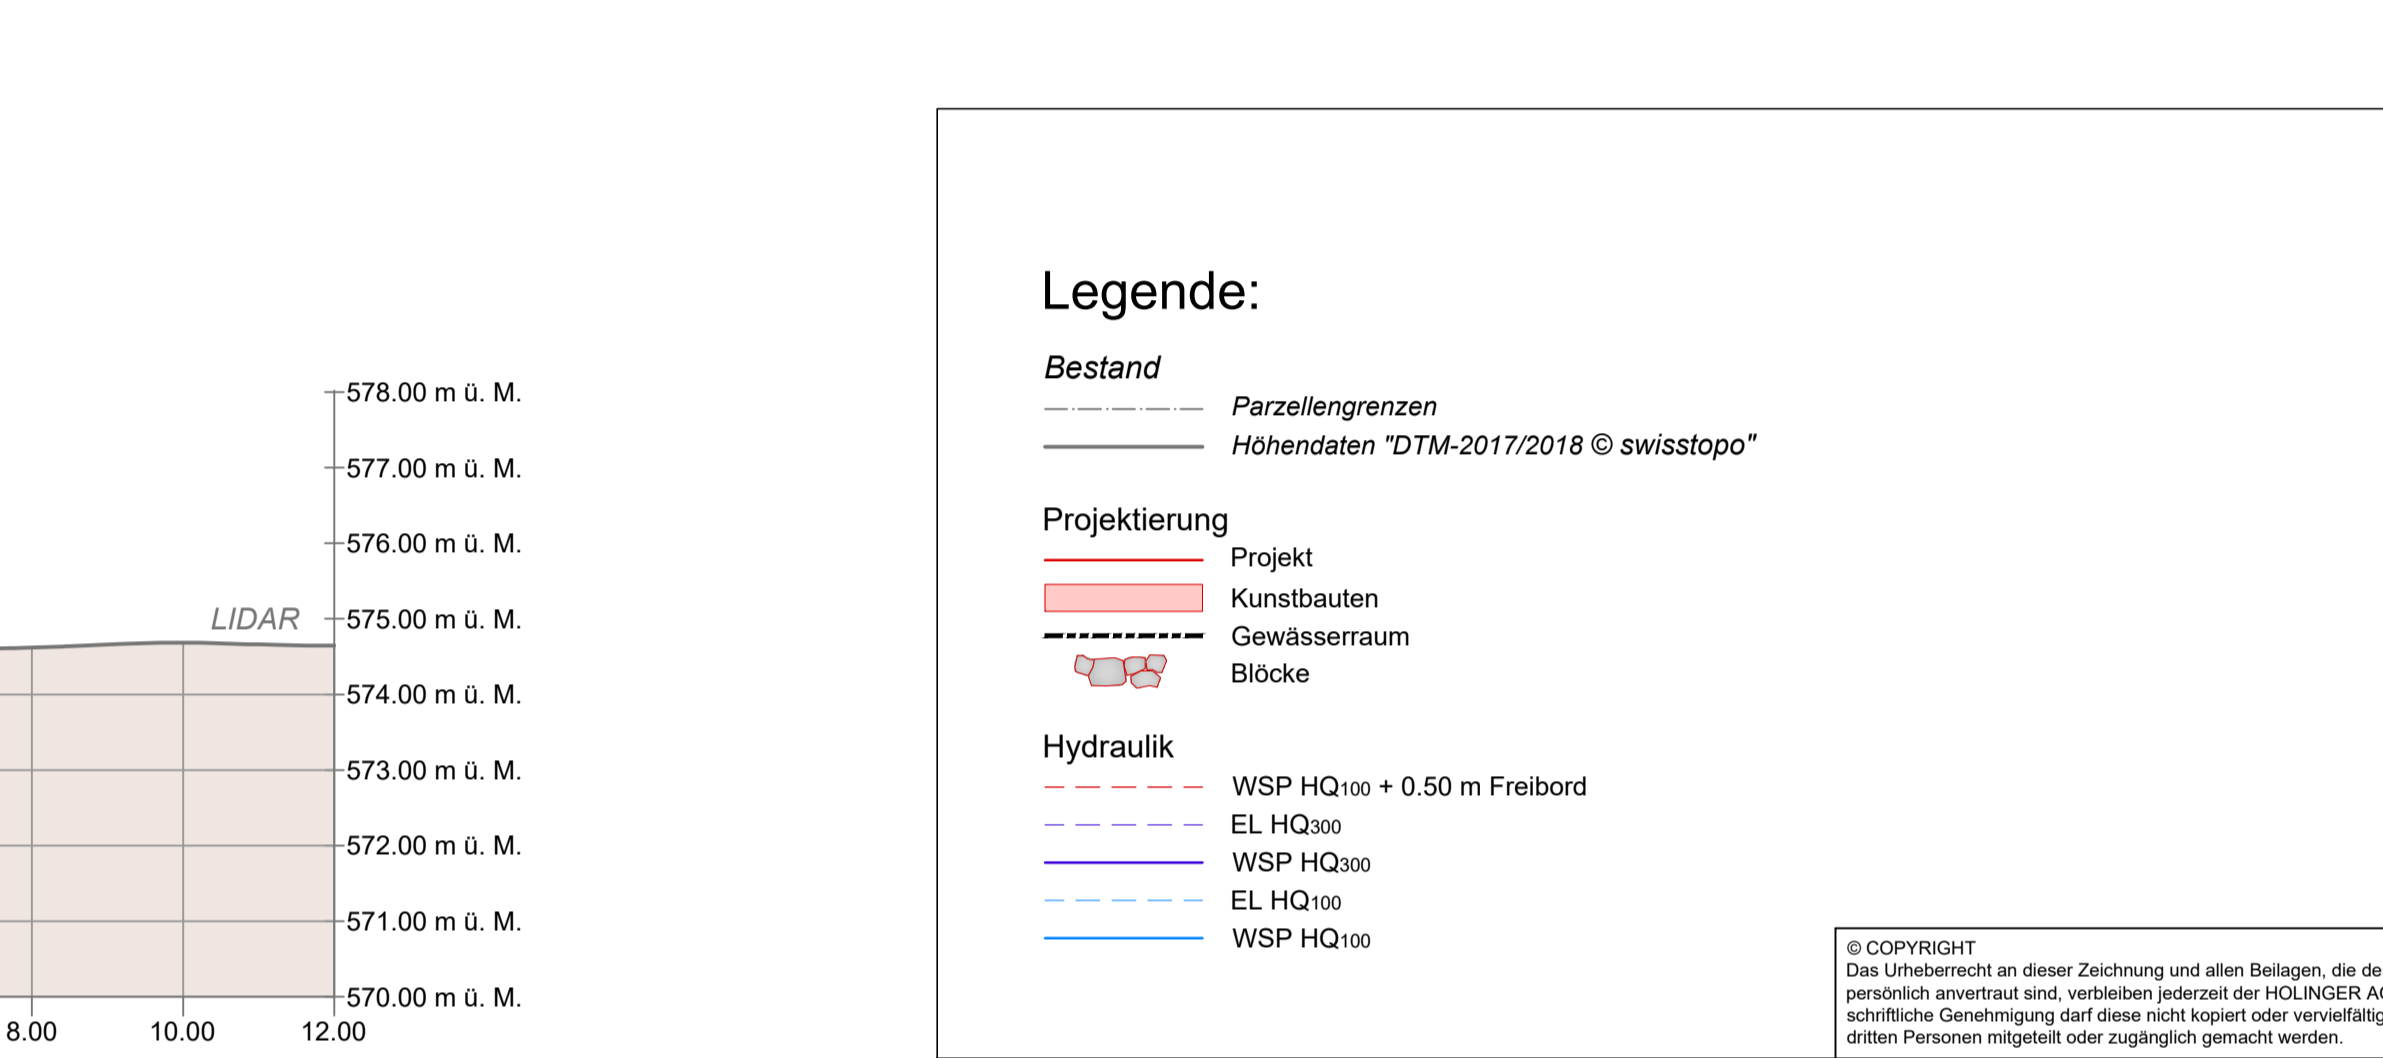 578.00 m ü. M.
577.00 m ü. M.
576.00 m ü. M.
LIDAR
575.00 m ü. M.
574.00 m ü. M.
573.00 m ü. M.
572.00 m ü. M.
571.00 m ü. M.
570.00 m ü. M.
8.00 10.00 12.00
Legende:
Bestand
Parzellengrenzen
Höhendaten "DTM-2017/2018 © swisstopo"
Projektierung
Projekt
Kunstbauten
Gewässerraum
Blöcke
Hydraulik
WSP HQ100 + 0.50 m Freibord
EL HQ300
WSP HQ300
EL HQ100
WSP HQ100
© COPYRIGHT
Das Urheberrecht an dieser Zeichnung und allen Beilagen, die de
persönlich anvertraut sind, verbleiben jederzeit der HOLINGER AG
schriftliche Genehmigung darf diese nicht kopiert oder vervielfältig
dritten Personen mitgeteilt oder zugänglich gemacht werden.